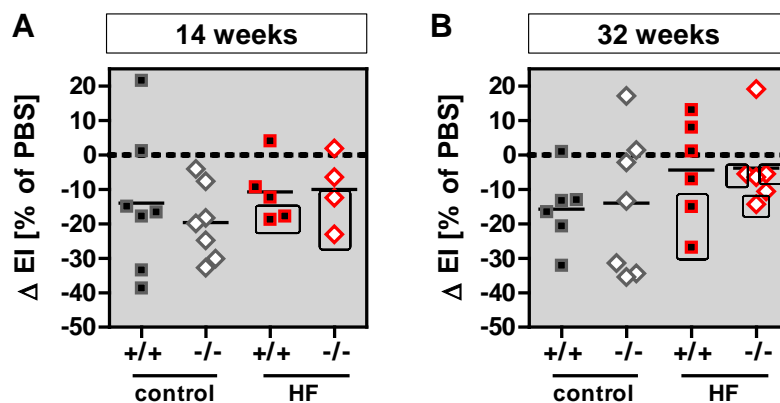 A
14 weeks
B
32 weeks
Δ EI [% of PBS]
20
10
0
-10
-20
-30
-40
-50
+/+ -/- +/+ -/-
control HF
Δ EI [% of PBS]
20
10
0
-10
-20
-30
-40
-50
+/+ -/- +/+ -/-
control HF